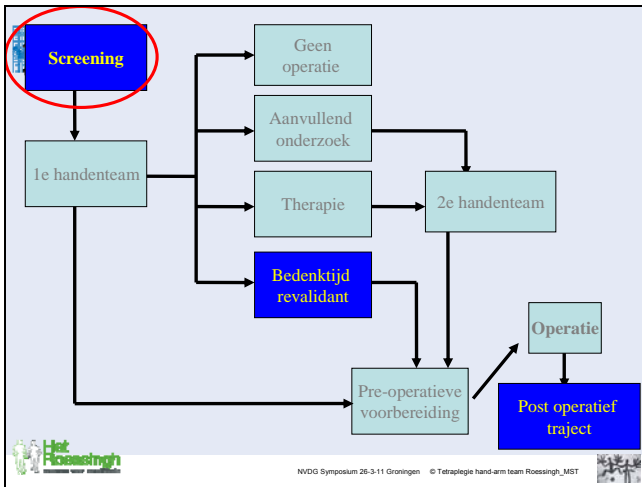 Screening
Geen
operatie
Aanvullend
onderzoek
1e handenteam
Therapie
2e handenteam
Bedenktijd
revalidant
Operatie
Pre-operatieve
voorbereiding
Post operatief
traject
Het
Roessingh
NVDG Symposium 26-3-11 Groningen © Tetraplegie hand-arm team Roessingh_MST